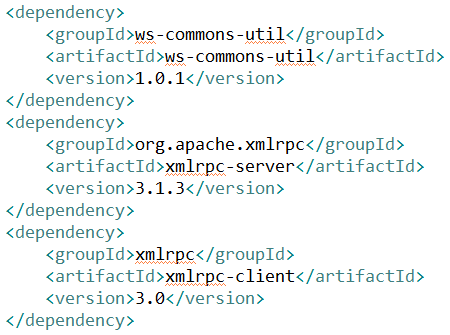 <dependency>
    <groupId>ws-commons-util</groupId>
    <artifactId>ws-commons-util</artifactId>
    <version>1.0.1</version>
</dependency>
<dependency>
    <groupId>org.apache.xmlrpc</groupId>
    <artifactId>xmlrpc-server</artifactId>
    <version>3.1.3</version>
</dependency>
<dependency>
    <groupId>xmlrpc</groupId>
    <artifactId>xmlrpc-client</artifactId>
    <version>3.0</version>
</dependency>